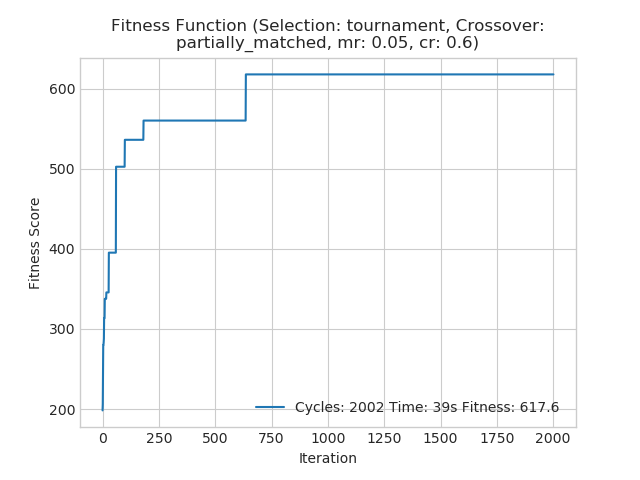 Fitness Function (Selection: tournament, Crossover:
partially_matched, mr: 0.05, cr: 0.6)
Fitness Score
600
500
400
300
200
Cycles: 2002 Time: 39s Fitness: 617.6
0 250 500 750 1000 1250 1500 1750 2000
Iteration